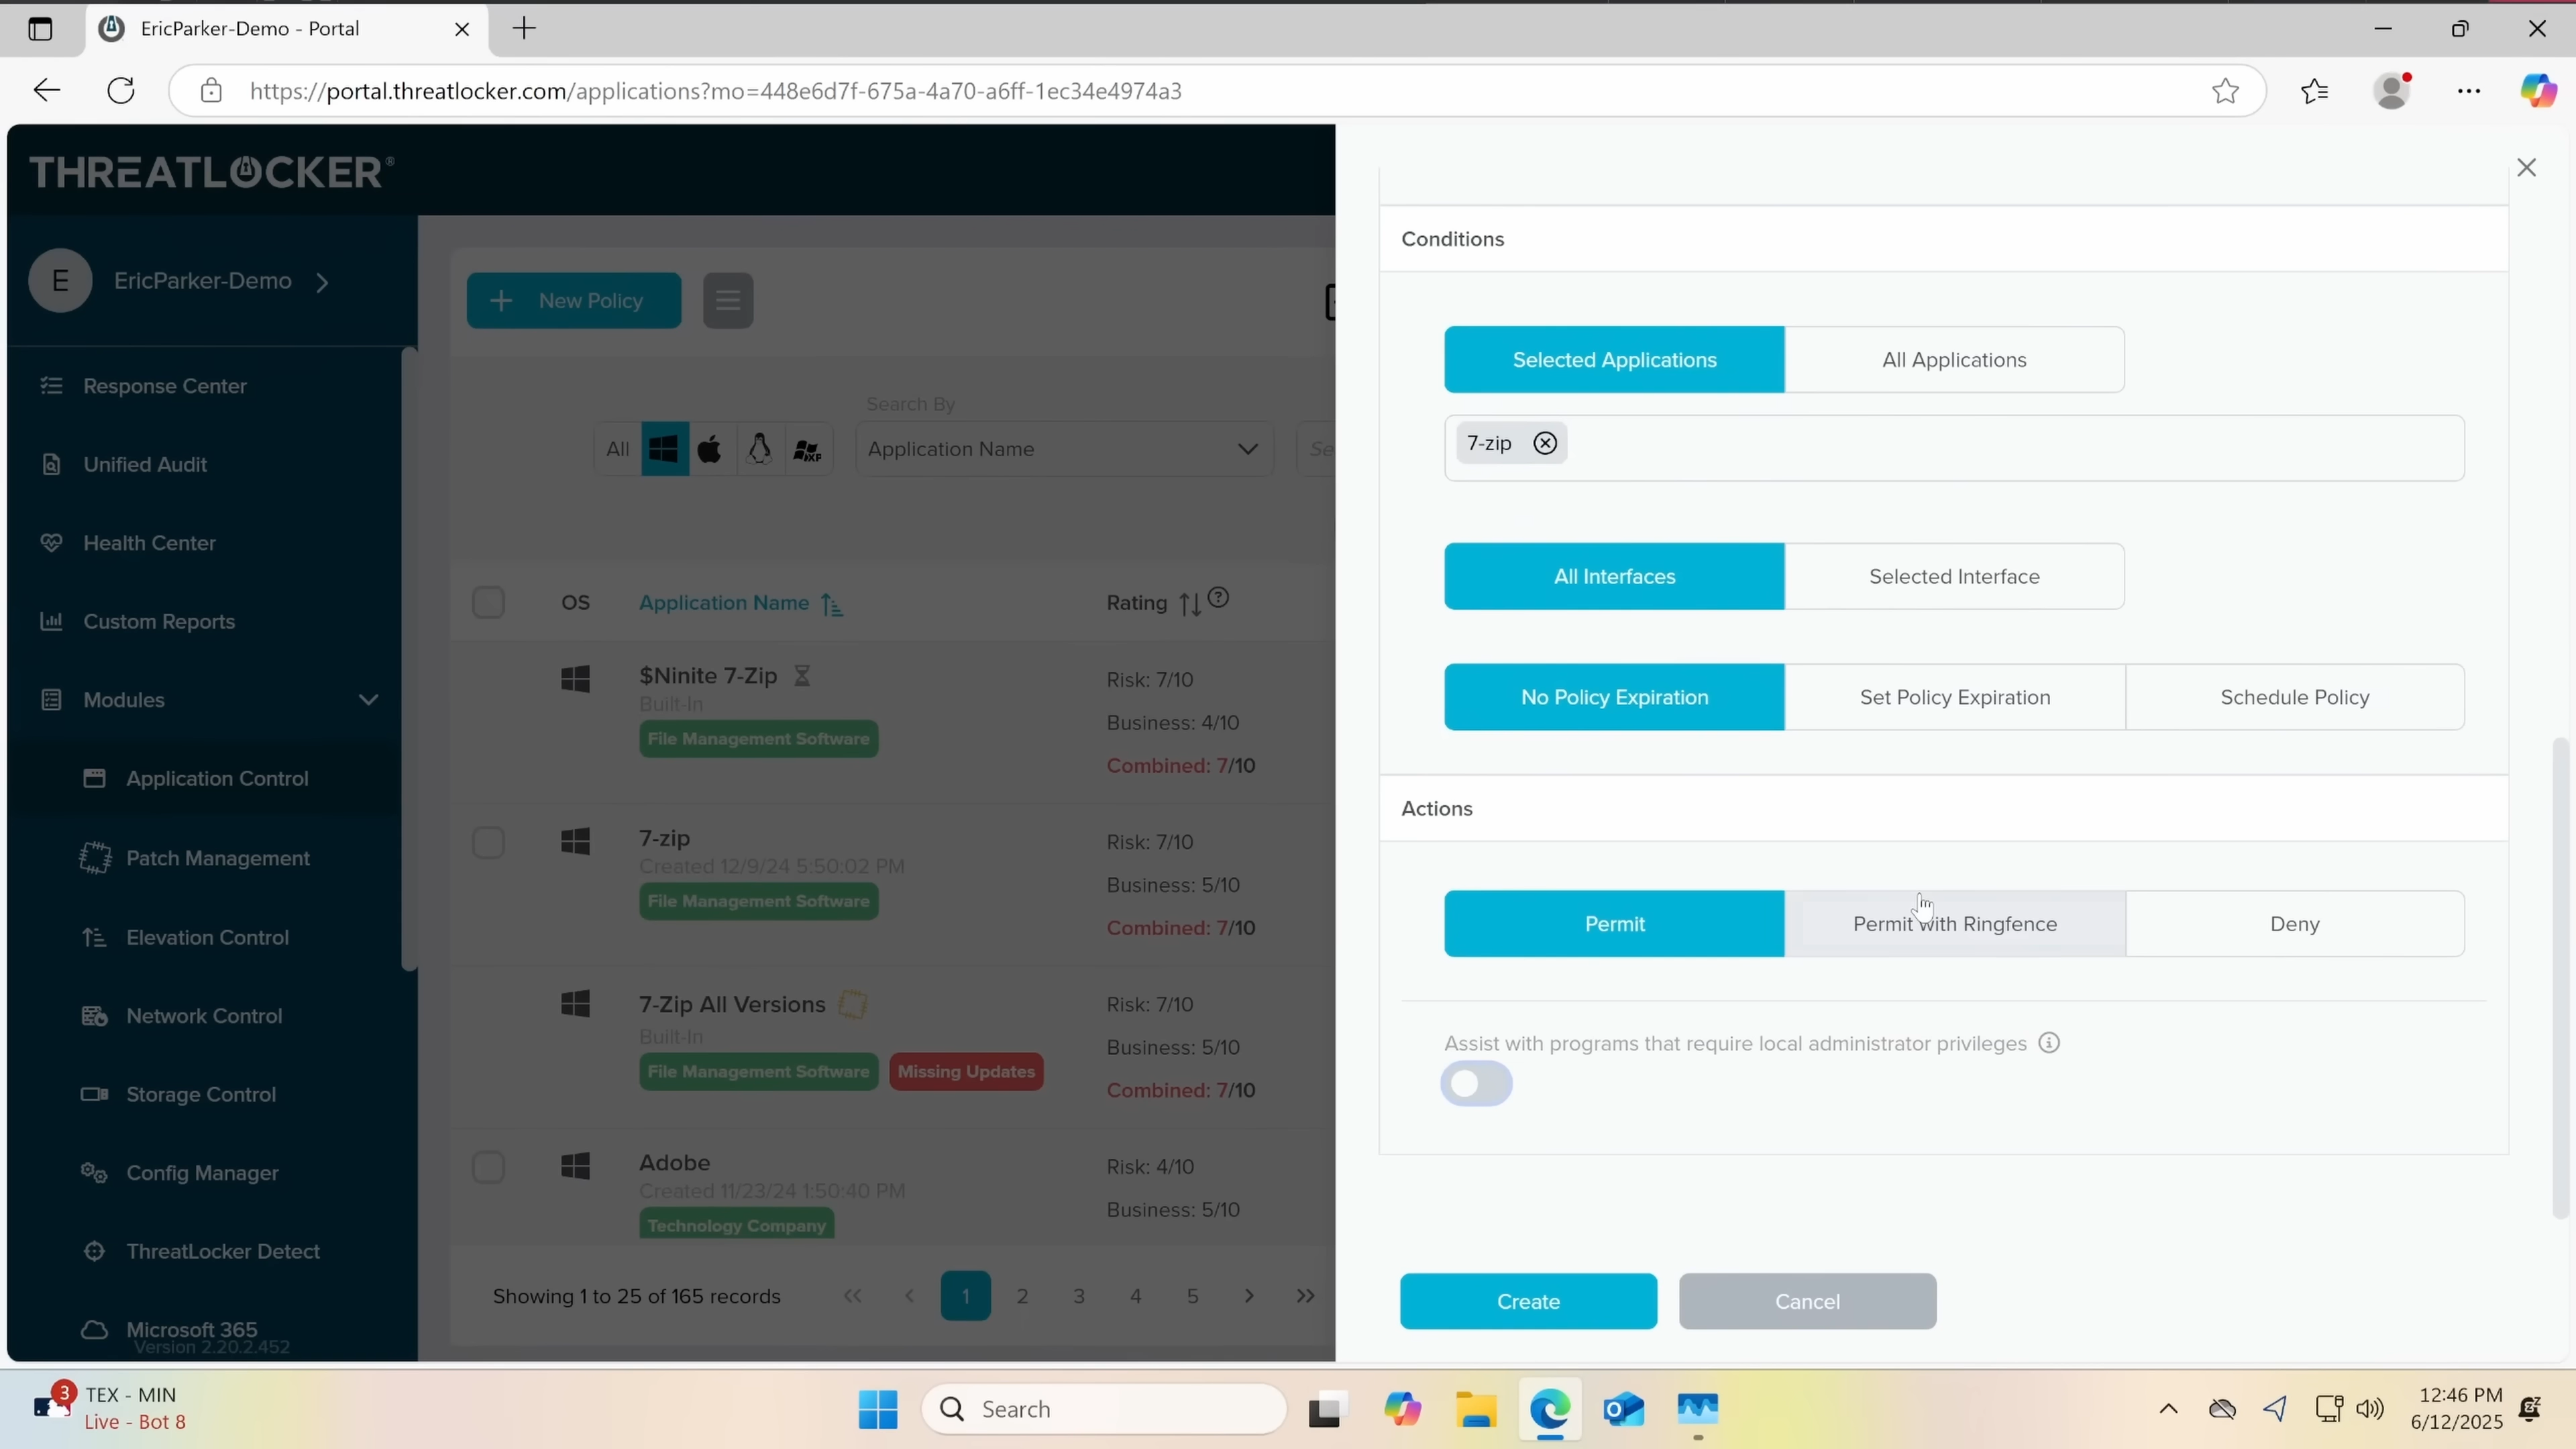 EricParker-Demo - Portal
https://portal.threatlocker.com/applications?mo=448e6d7f-675a-4a70-a6ff-1ec34e4974a3
THREATLOCKER®
E
EricParker-Demo
Response Center
Unified Audit
Health Center
Custom Reports
Modules
Application Control
Patch Management
Elevation Control
Network Control
Storage Control
Config Manager
ThreatLocker Detect
Microsoft 365
Version 2.20.2.452
New Policy
Search By
All
XP
Application Name
Se
OS
Application Name
Rating
$Ninite 7-Zip
Built-In
File Management Software
Risk: 7/10
Business: 4/10
Combined: 7/10
7-zip
Created 12/9/24 5:50:02 PM
File Management Software
Risk: 7/10
Business: 5/10
Combined: 7/10
7-Zip All Versions
Built-In
File Management Software
Missing Updates
Risk: 7/10
Business: 5/10
Combined: 7/10
Adobe
Created 11/23/24 1:50:40 PM
Technology Company
Risk: 4/10
Business: 5/10
Showing 1 to 25 of 165 records
1 2 3 4 5
Conditions
Selected Applications
All Applications
7-zip
All Interfaces
Selected Interface
No Policy Expiration
Set Policy Expiration
Schedule Policy
Actions
Permit
Permit with Ringfence
Deny
Assist with programs that require local administrator privileges
Create
Cancel
3
TEX - MIN
Live - Bot 8
Search
12:46 PM
6/12/2025